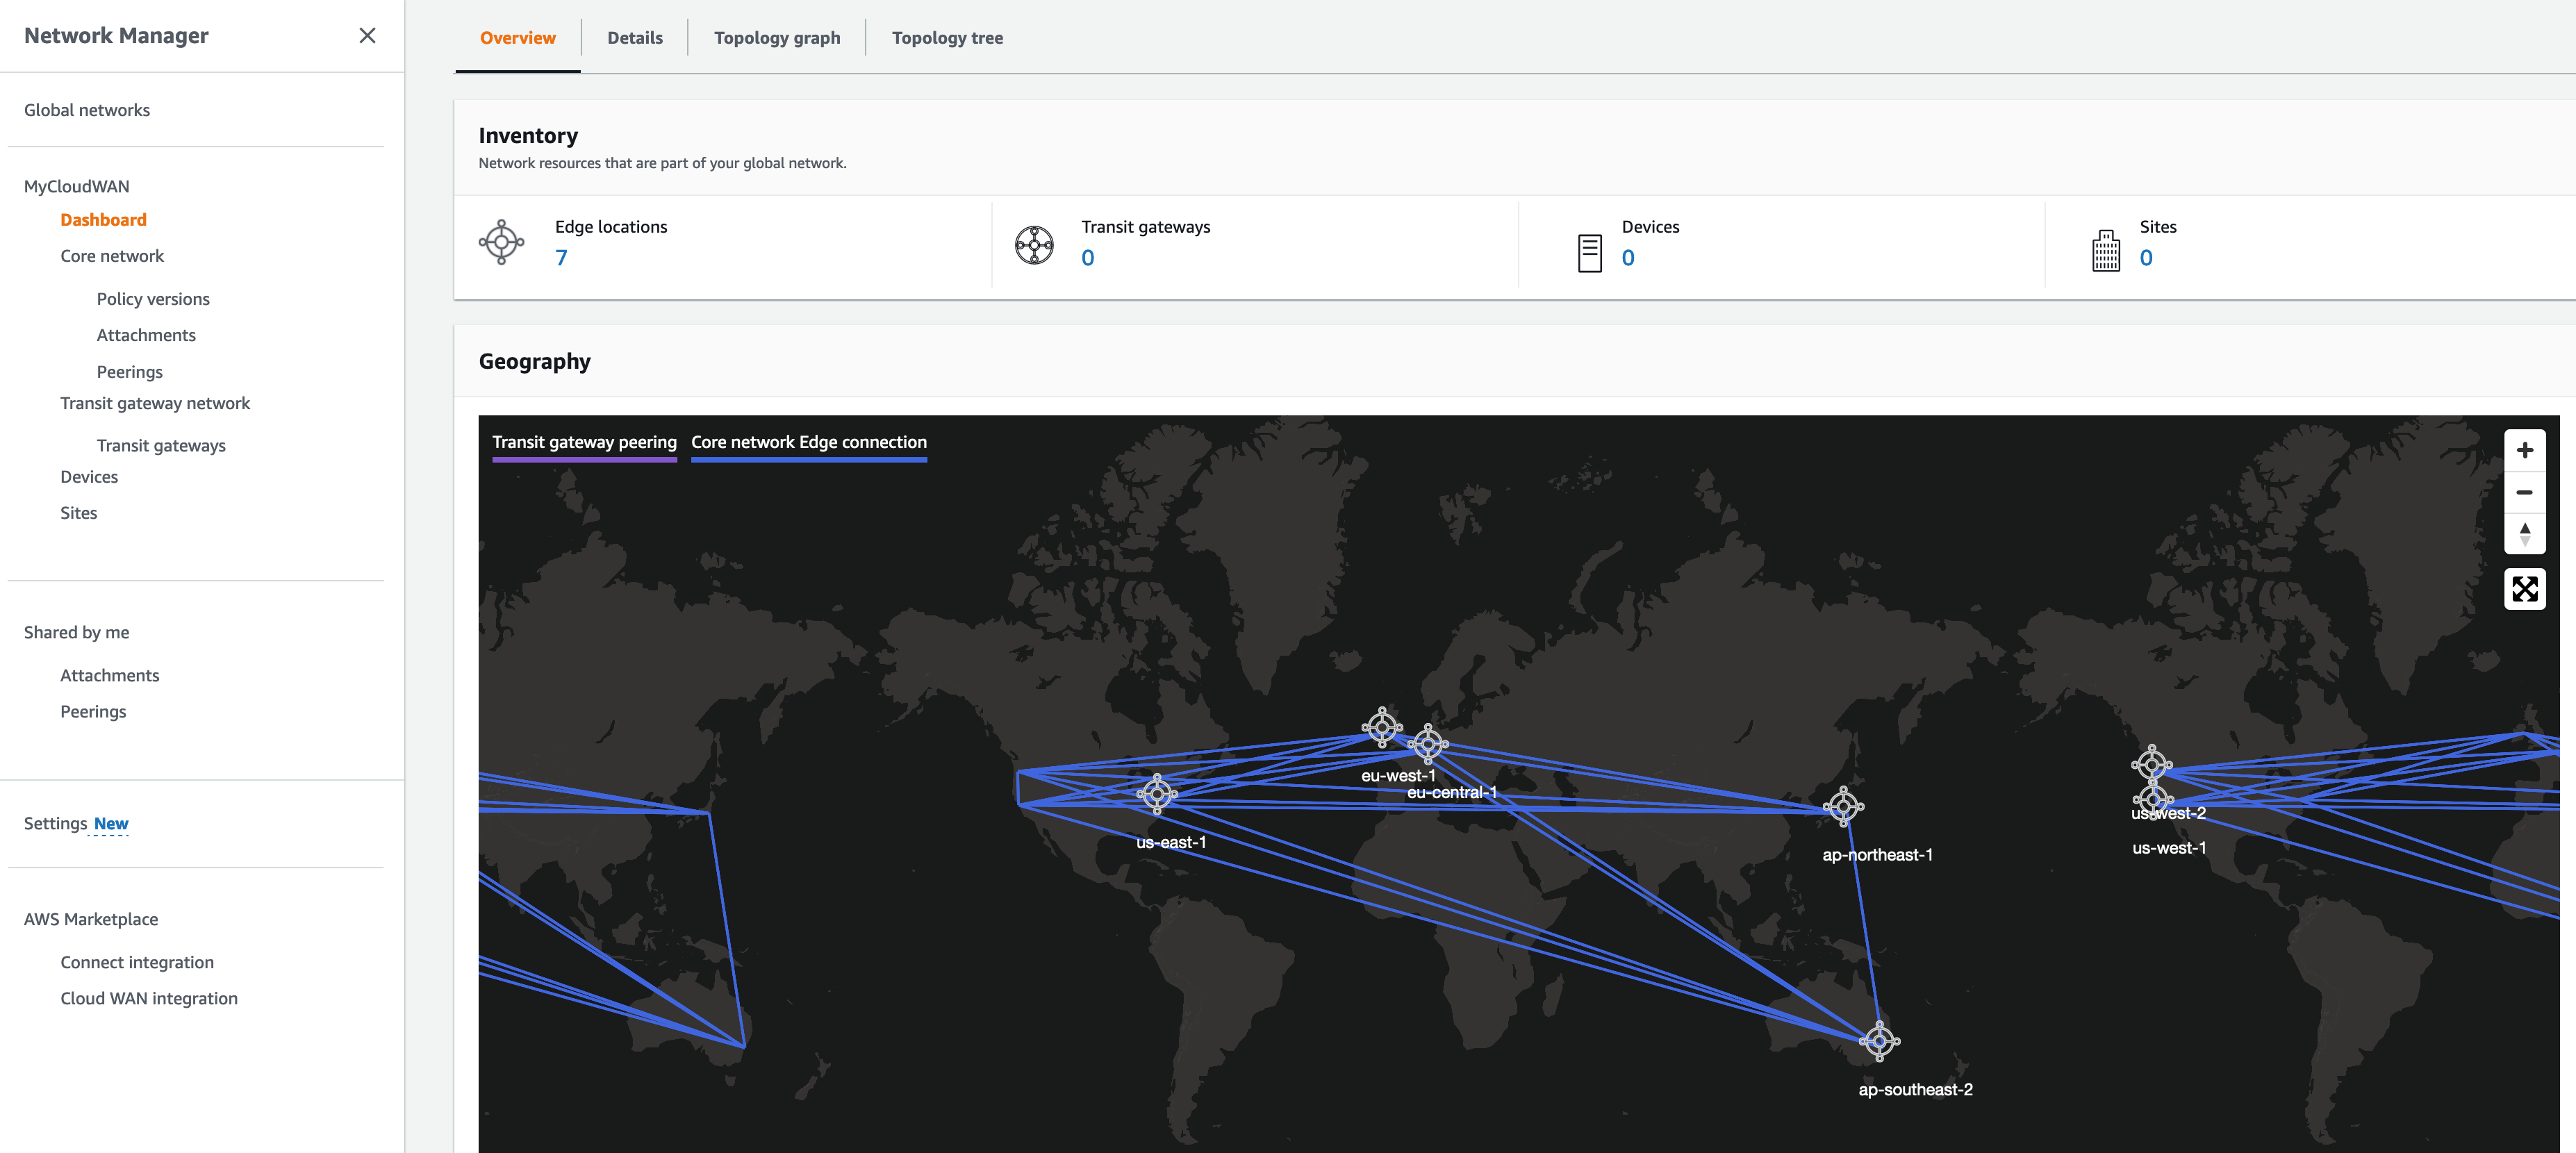 Network Manager
Global networks
MyCloudWAN
Dashboard
Core network
Policy versions
Attachments
Peerings
Transit gateway network
Transit gateways
Devices
Sites
Shared by me
Attachments
Peerings
Settings New
AWS Marketplace
Connect integration
Cloud WAN integration
Overview
Details
Topology graph
Topology tree
Inventory
Network resources that are part of your global network.
Edge locations
7
Transit gateways
0
Devices
0
Sites
0
Geography
Transit gateway peering
Core network Edge connection
eu-west-1
eu-central-1
us-east-1
ap-northeast-1
us-west-2
us-west-1
ap-southeast-2